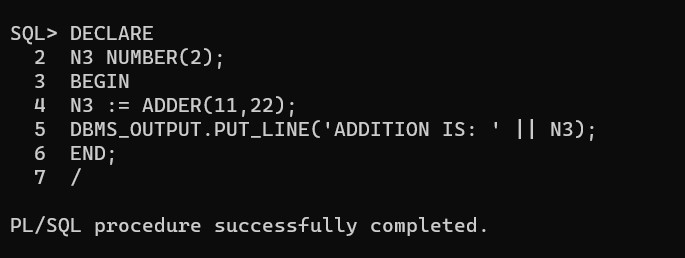 SQL> DECLARE
  2  N3 NUMBER(2);
  3  BEGIN
  4  N3 := ADDER(11,22);
  5  DBMS_OUTPUT.PUT_LINE('ADDITION IS: ' || N3);
  6  END;
  7  /
PL/SQL procedure successfully completed.